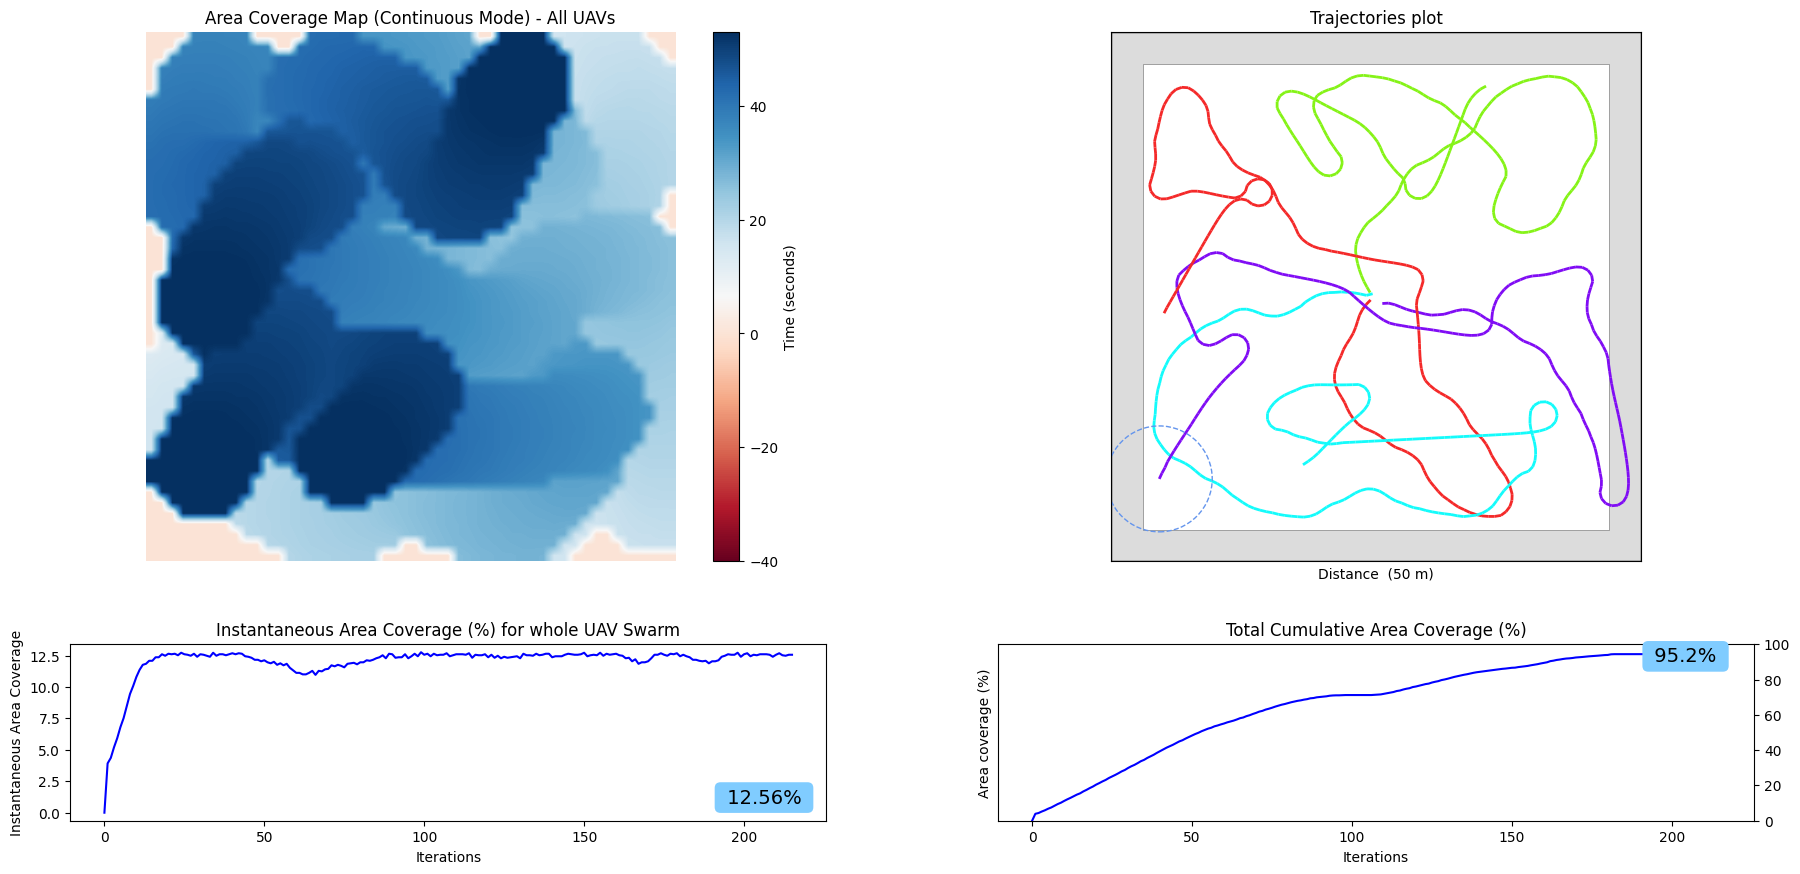 Area Coverage Map (Continuous Mode) - All UAVs
40
20
0
−20
−40
Time (seconds)
Trajectories plot
Distance  (50 m)
Instantaneous Area Coverage (%) for whole UAV Swarm
Instantaneous Area Coverage
12.5
10.0
7.5
5.0
2.5
0.0
12.56%
0 50 100 150 200
Iterations
Total Cumulative Area Coverage (%)
Area coverage (%)
95.2%
100
80
60
40
20
0
0 50 100 150 200
Iterations